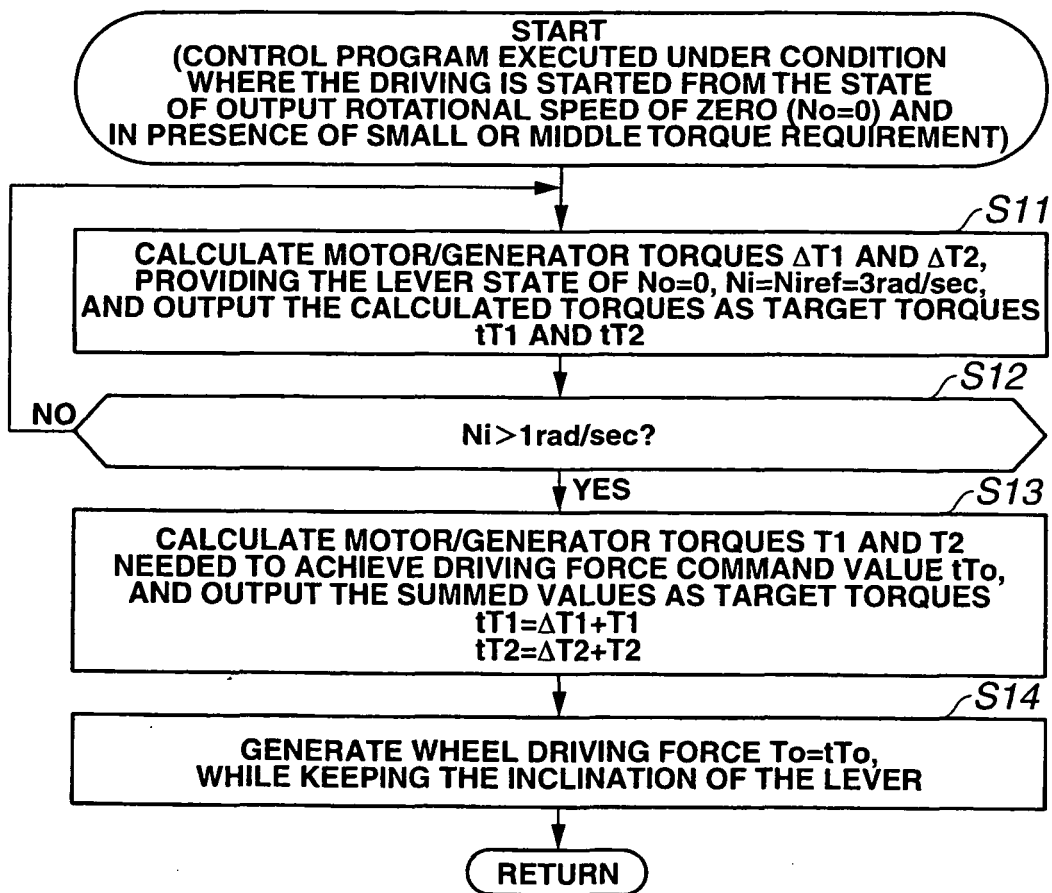 START
(CONTROL PROGRAM EXECUTED UNDER CONDITION
WHERE THE DRIVING IS STARTED FROM THE STATE
OF OUTPUT ROTATIONAL SPEED OF ZERO (No=0) AND
IN PRESENCE OF SMALL OR MIDDLE TORQUE REQUIREMENT)
S11
CALCULATE MOTOR/GENERATOR TORQUES ΔT1 AND ΔT2,
PROVIDING THE LEVER STATE OF No=0, Ni=Niref=3rad/sec,
AND OUTPUT THE CALCULATED TORQUES AS TARGET TORQUES
tT1 AND tT2
S12
NO
Ni>1rad/sec?
YES
S13
CALCULATE MOTOR/GENERATOR TORQUES T1 AND T2
NEEDED TO ACHIEVE DRIVING FORCE COMMAND VALUE tTo,
AND OUTPUT THE SUMMED VALUES AS TARGET TORQUES
tT1=ΔT1+T1
tT2=ΔT2+T2
S14
GENERATE WHEEL DRIVING FORCE To=tTo,
WHILE KEEPING THE INCLINATION OF THE LEVER
RETURN